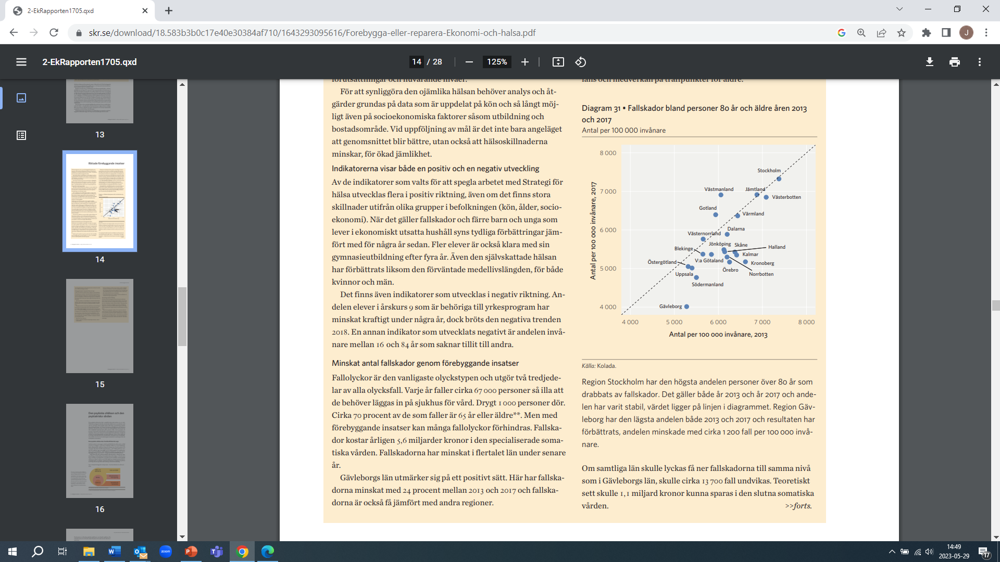 2-EkRapporten1705.qxd
skr.se/download/18.583b3b0c17e40e30384af710/1643293095616/Forebygga-eller-reparera-Ekonomi-och-halsa.pdf
J
2-EkRapporten1705.qxd
14 / 28
125%
13
14
15
16
Riktade förebyggande insatser
Den psykiska ohälsan och den
psykiatriska vården
förutsättningar och nuvarande nivåer.
För att synliggöra den ojämlika hälsan behöver analys och åt-
gärder grundas på data som är uppdelat på kön och så långt möj-
ligt även på socioekonomiska faktorer såsom utbildning och
bostadsområde. Vid uppföljning av mål är det inte bara angeläget
att genomsnittet blir bättre, utan också att hälsoskillnaderna
minskar, för ökad jämlikhet.
Indikatorerna visar både en positiv och en negativ utveckling
Av de indikatorer som valts för att spegla arbetet med Strategi för
hälsa utvecklas flera i positiv riktning, även om det finns stora
skillnader utifrån olika grupper i befolkningen (kön, ålder, socio-
ekonomi). När det gäller fallskador och färre barn och unga som
lever i ekonomiskt utsatta hushåll syns tydliga förbättringar jäm-
fört med för några år sedan. Fler elever är också klara med sin
gymnasieutbildning efter fyra år. Även den självskattade hälsan
har förbättrats liksom den förväntade medellivslängden, för både
kvinnor och män.
Det finns även indikatorer som utvecklas i negativ riktning. An-
delen elever i årskurs 9 som är behöriga till yrkesprogram har
minskat kraftigt under några år, dock bröts den negativa trenden
2018. En annan indikator som utvecklats negativt är andelen invå-
nare mellan 16 och 84 år som saknar tillit till andra.
Minskat antal fallskador genom förebyggande insatser
Fallolyckor är den vanligaste olyckstypen och utgör två tredjede-
lar av alla olycksfall. Varje år faller cirka 67 000 personer så illa att
de behöver läggas in på sjukhus för vård. Drygt 1 000 personer dör.
Cirka 70 procent av de som faller är 65 år eller äldre**. Men med
förebyggande insatser kan många fallolyckor förhindras. Fallska-
dor kostar årligen 5,6 miljarder kronor i den specialiserade soma-
tiska vården. Fallskadorna har minskat i flertalet län under senare
år.
Gävleborgs län utmärker sig på ett positivt sätt. Här har fallska-
dorna minskat med 24 procent mellan 2013 och 2017 och fallska-
dorna är också få jämfört med andra regioner.
och medverkan på träffpunkter för äldre.
Diagram 31 • Fallskador bland personer 80 år och äldre åren 2013
och 2017
Antal per 100 000 invånare
Antal per 100 000 invånare, 2017
8 000
7 000
6 000
5 000
4 000
Stockholm
Västmanland
Jämtland
Västerbotten
Gotland
Värmland
Dalarna
Västernorrland
Jönköping
Skåne
Halland
Blekinge
Kalmar
V:a Götaland
Östergötland
Kronoberg
Örebro
Norrbotten
Uppsala
Södermanland
Gävleborg
4 000
5 000
6 000
7 000
8 000
Antal per 100 000 invånare, 2013
Källa: Kolada.
Region Stockholm har den högsta andelen personer över 80 år som
drabbats av fallskador. Det gäller både år 2013 och år 2017 och ande-
len har varit stabil, värdet ligger på linjen i diagrammet. Region Gäv-
leborg har den lägsta andelen både 2013 och 2017 och resultaten har
förbättrats, andelen minskade med cirka 1 200 fall per 100 000 invå-
nare.
Om samtliga län skulle lyckas få ner fallskadorna till samma nivå
som i Gävleborgs län, skulle cirka 13 700 fall undvikas. Teoretiskt
sett skulle 1,1 miljard kronor kunna sparas i den slutna somatiska
vården.
>>forts.
zoom
14:49
2023-05-29
17